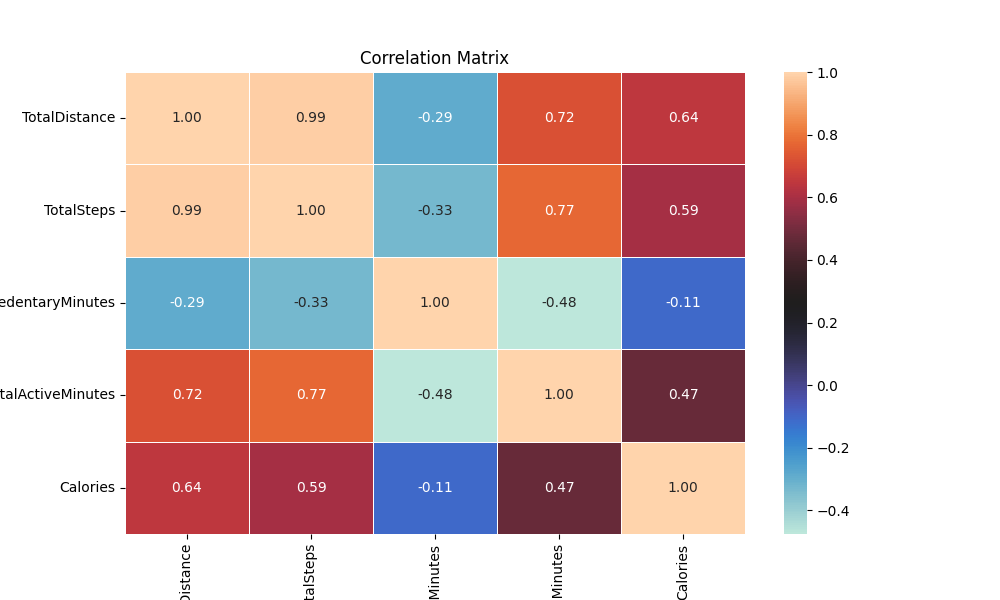 Correlation Matrix
TotalDistance
1.00 0.99 -0.29 0.72 0.64
TotalSteps
0.99 1.00 -0.33 0.77 0.59
edentaryMinutes
-0.29 -0.33 1.00 -0.48 -0.11
talActiveMinutes
0.72 0.77 -0.48 1.00 0.47
Calories
0.64 0.59 -0.11 0.47 1.00
Distance
talSteps
Minutes
Minutes
Calories
1.0
0.8
0.6
0.4
0.2
0.0
−0.2
−0.4